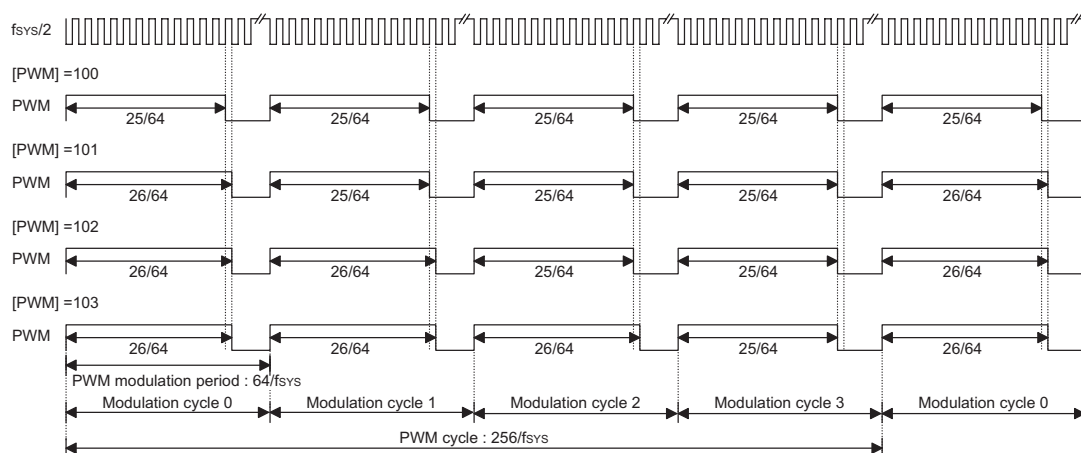 fSYS/2
[PWM] =100
PWM
25/64 25/64 25/64 25/64 25/64
[PWM] =101
PWM
26/64 25/64 25/64 25/64 26/64
[PWM] =102
PWM
26/64 26/64 25/64 25/64 26/64
[PWM] =103
PWM
26/64 26/64 26/64 25/64 26/64
PWM modulation period : 64/fSYS
Modulation cycle 0 Modulation cycle 1 Modulation cycle 2 Modulation cycle 3 Modulation cycle 0
PWM cycle : 256/fSYS